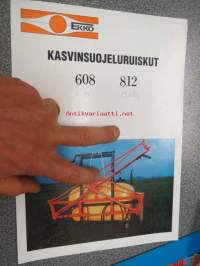 EKKO
KASVINSUOJELURUISKUT
608 812
antikvariaatti.net